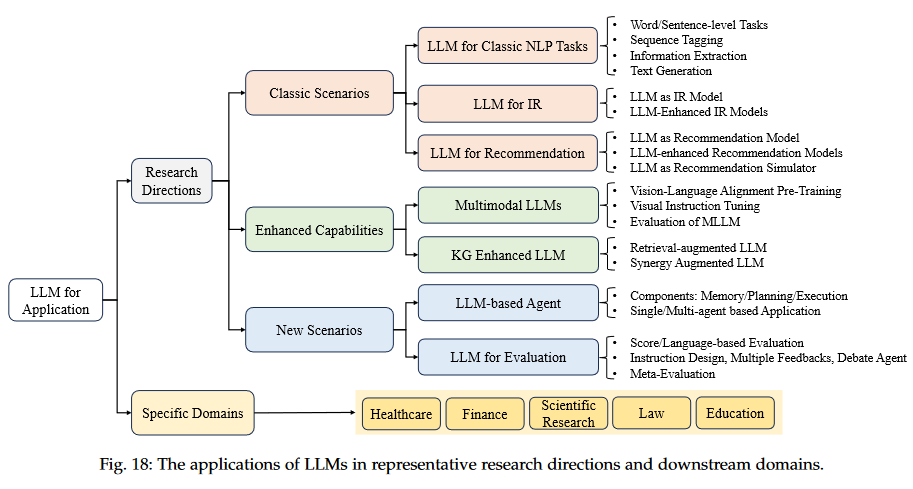 LLM for
Application
Research
Directions
Classic Scenarios
LLM for Classic NLP Tasks
• Word/Sentence-level Tasks
• Sequence Tagging
• Information Extraction
• Text Generation
LLM for IR
• LLM as IR Model
• LLM-Enhanced IR Models
LLM for Recommendation
• LLM as Recommendation Model
• LLM-enhanced Recommendation Models
• LLM as Recommendation Simulator
Enhanced Capabilities
Multimodal LLMs
• Vision-Language Alignment Pre-Training
• Visual Instruction Tuning
• Evaluation of MLLM
KG Enhanced LLM
• Retrieval-augmented LLM
• Synergy Augmented LLM
New Scenarios
LLM-based Agent
• Components: Memory/Planning/Execution
• Single/Multi-agent based Application
LLM for Evaluation
• Score/Language-based Evaluation
• Instruction Design, Multiple Feedbacks, Debate Agent
• Meta-Evaluation
Specific Domains
Healthcare
Finance
Scientific
Research
Law
Education
Fig. 18: The applications of LLMs in representative research directions and downstream domains.